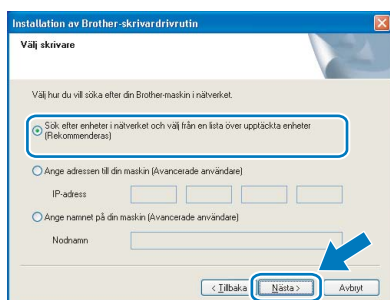 Installation av Brother-skrivardrivrutin
Välj skrivare
Välj hur du vill söka efter din Brother-maskin i nätverket.
Sök efter enheter i nätverket och välj från en lista över upptäckta enheter
(Rekommenderas)
Ange adressen till din maskin (Avancerade användare)
IP-adress
Ange namnet på din maskin (Avancerade användare)
Nodnamn
< Tillbaka Nästa > Avbryt